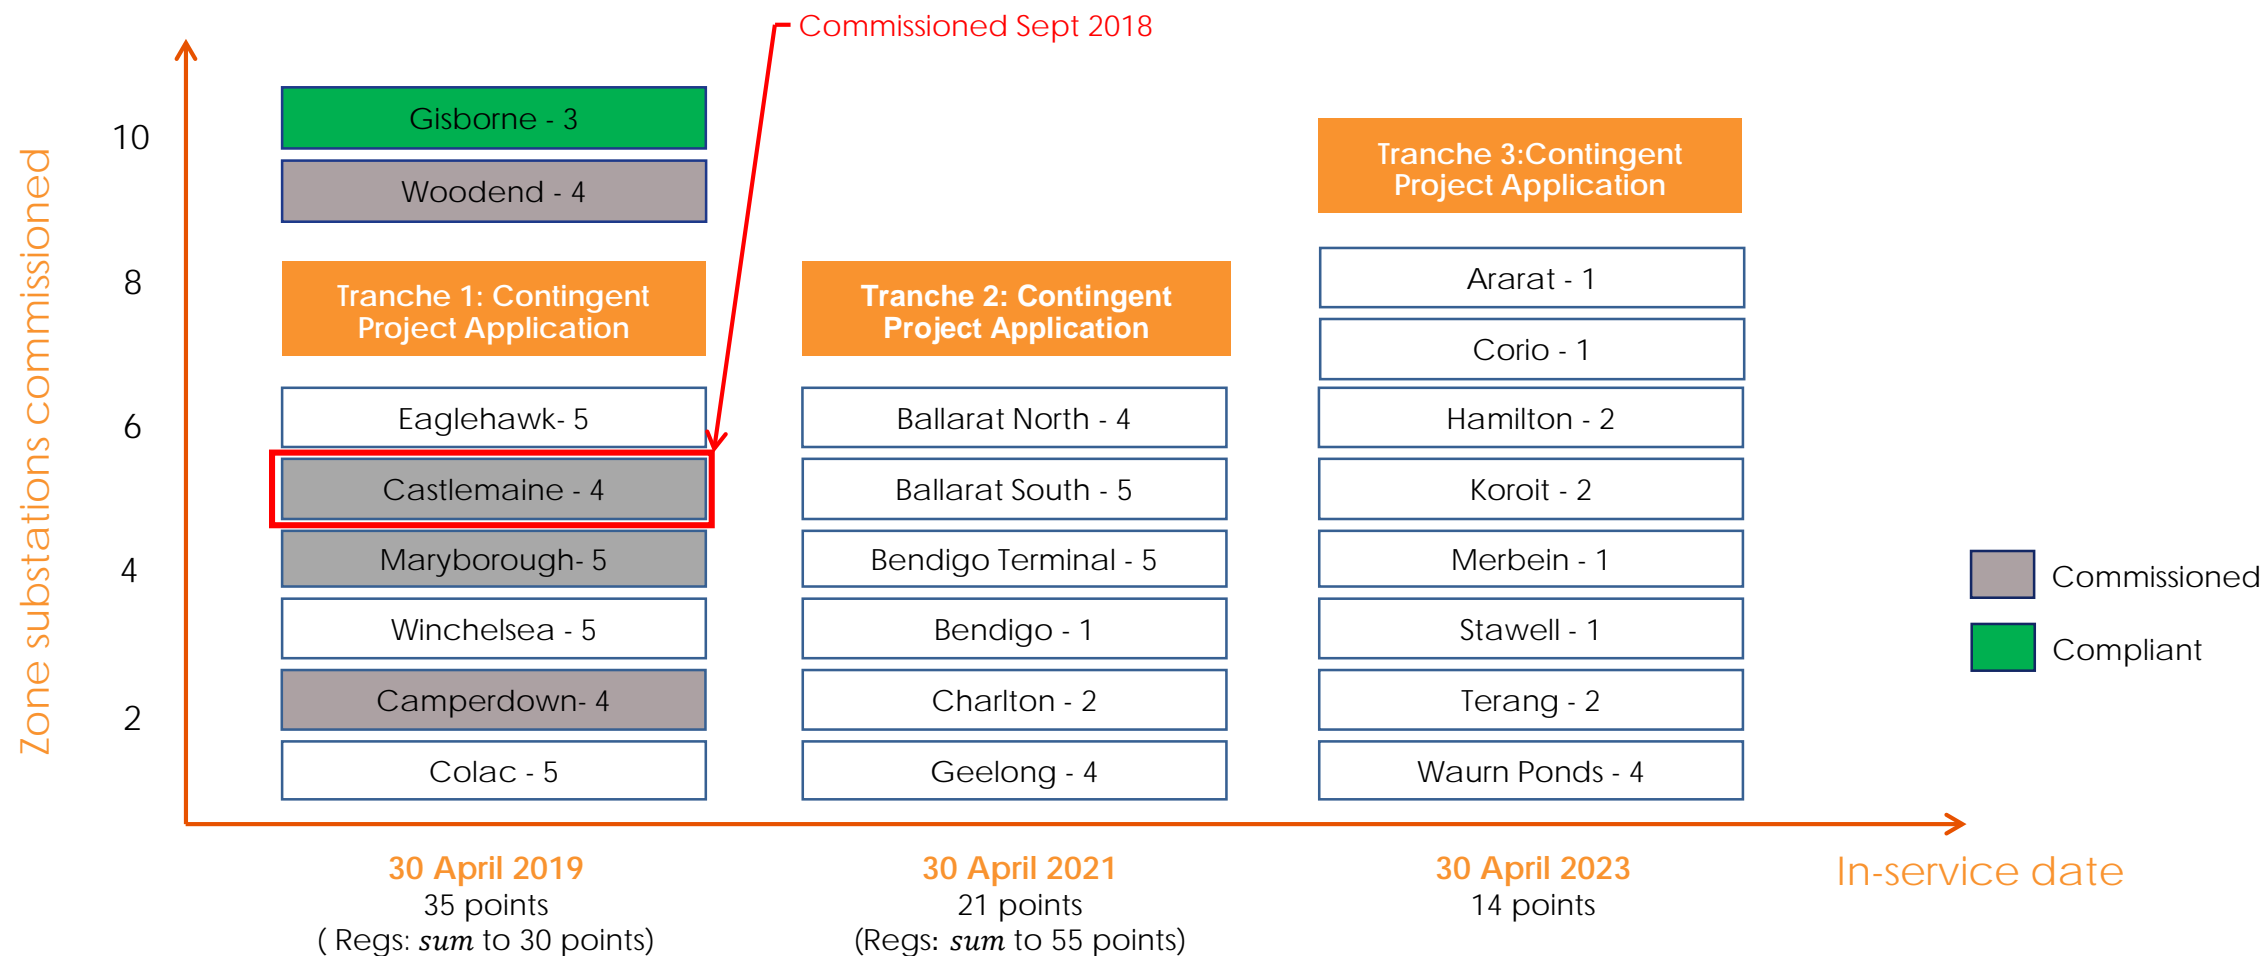 Commissioned Sept 2018
Zone substations commissioned
10
8
6
4
2
Gisborne - 3
Woodend - 4
Tranche 1: Contingent
Project Application
Eaglehawk- 5
Castlemaine - 4
Maryborough- 5
Winchelsea - 5
Camperdown- 4
Colac - 5
Tranche 2: Contingent
Project Application
Ballarat North - 4
Ballarat South - 5
Bendigo Terminal - 5
Bendigo - 1
Charlton - 2
Geelong - 4
Tranche 3:Contingent
Project Application
Ararat - 1
Corio - 1
Hamilton - 2
Koroit - 2
Merbein - 1
Stawell - 1
Terang - 2
Waurn Ponds - 4
Commissioned
Compliant
30 April 2019
35 points
( Regs: sum to 30 points)
30 April 2021
21 points
(Regs: sum to 55 points)
30 April 2023
14 points
In-service date